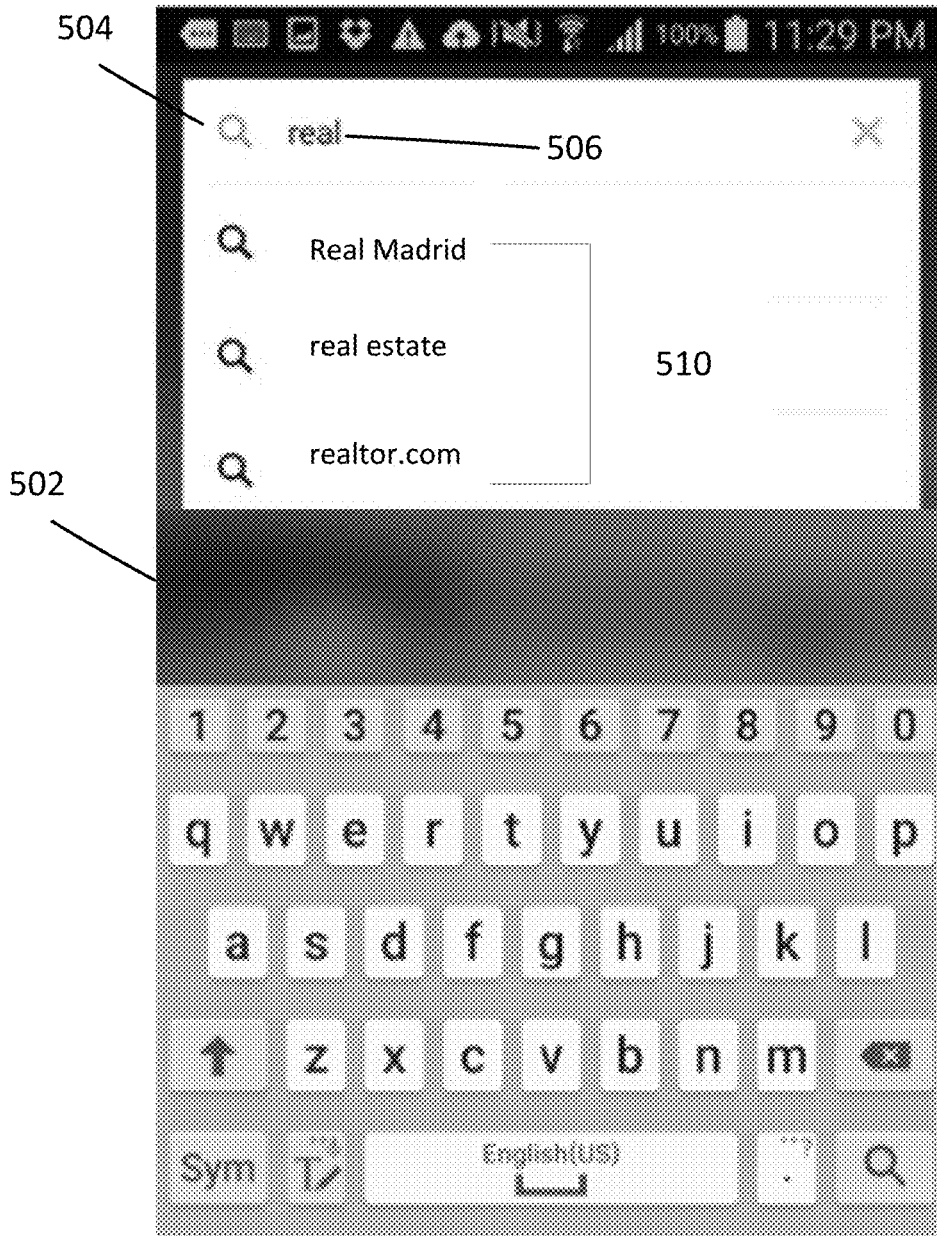 504
100% 11:29 PM
real
506
Real Madrid
real estate
510
realtor.com
502
1 2 3 4 5 6 7 8 9 0
q w e r t y u i o p
a s d f g h j k l
z x c v b n m
Sym T English(US) . ?